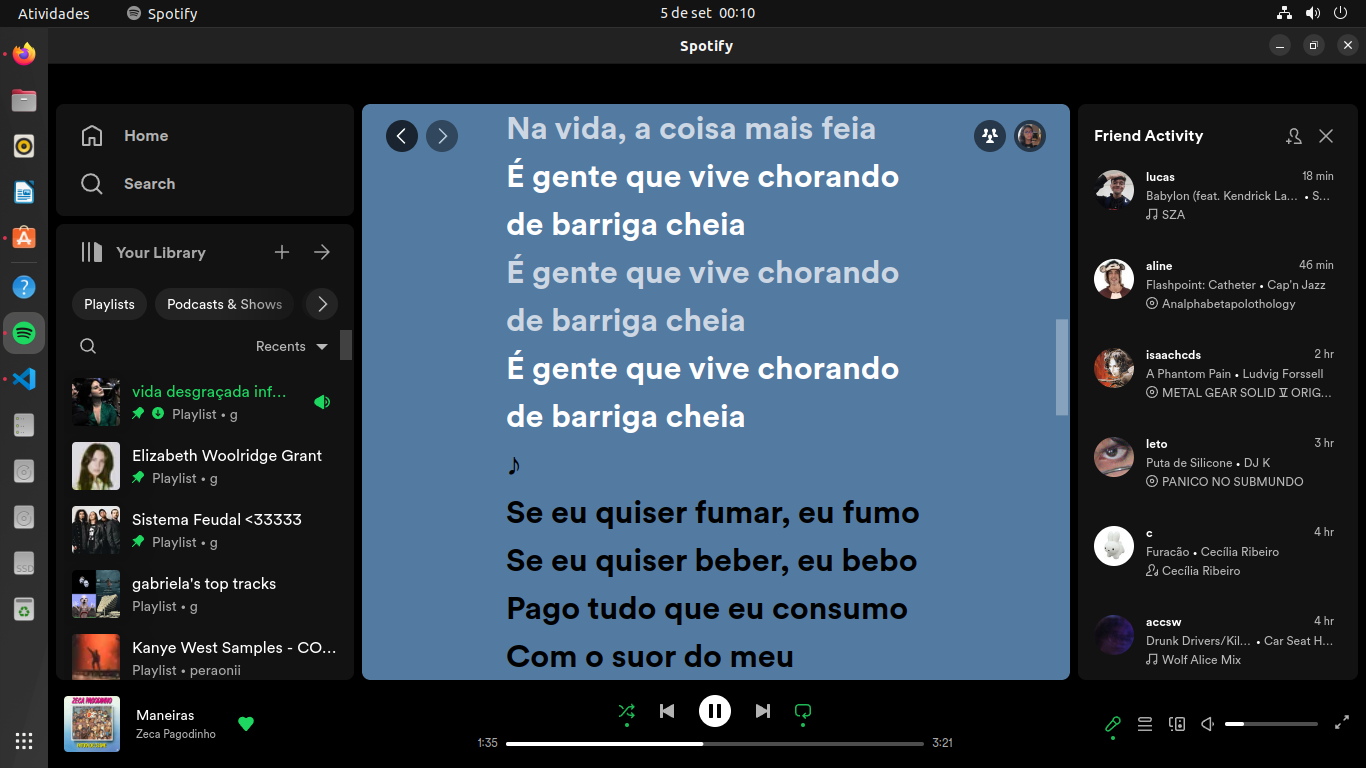 Atividades
Spotify
5 de set 00:10
Spotify
Home
Search
Your Library
Playlists
Podcasts & Shows
Recents
vida desgraçada inf...
Playlist • g
Elizabeth Woolridge Grant
Playlist • g
Sistema Feudal <33333
Playlist • g
gabriela's top tracks
Playlist • g
Kanye West Samples - CO...
Playlist • peraonii
Na vida, a coisa mais feia
É gente que vive chorando
de barriga cheia
É gente que vive chorando
de barriga cheia
É gente que vive chorando
de barriga cheia
♪
Se eu quiser fumar, eu fumo
Se eu quiser beber, eu bebo
Pago tudo que eu consumo
Com o suor do meu
Friend Activity
lucas 18 min
Babylon (feat. Kendrick La... • S...
SZA
aline 46 min
Flashpoint: Catheter • Cap'n Jazz
Analphabetapolothology
isaachcds 2 hr
A Phantom Pain • Ludvig Forssell
METAL GEAR SOLID V ORIG...
leto 3 hr
Puta de Silicone • DJ K
PANICO NO SUBMUNDO
c 4 hr
Furacão • Cecília Ribeiro
Cecília Ribeiro
accsw 4 hr
Drunk Drivers/Kil... • Car Seat H...
Wolf Alice Mix
SSD
ZECA PAGODINHO
Maneiras
Zeca Pagodinho
1:35
3:21